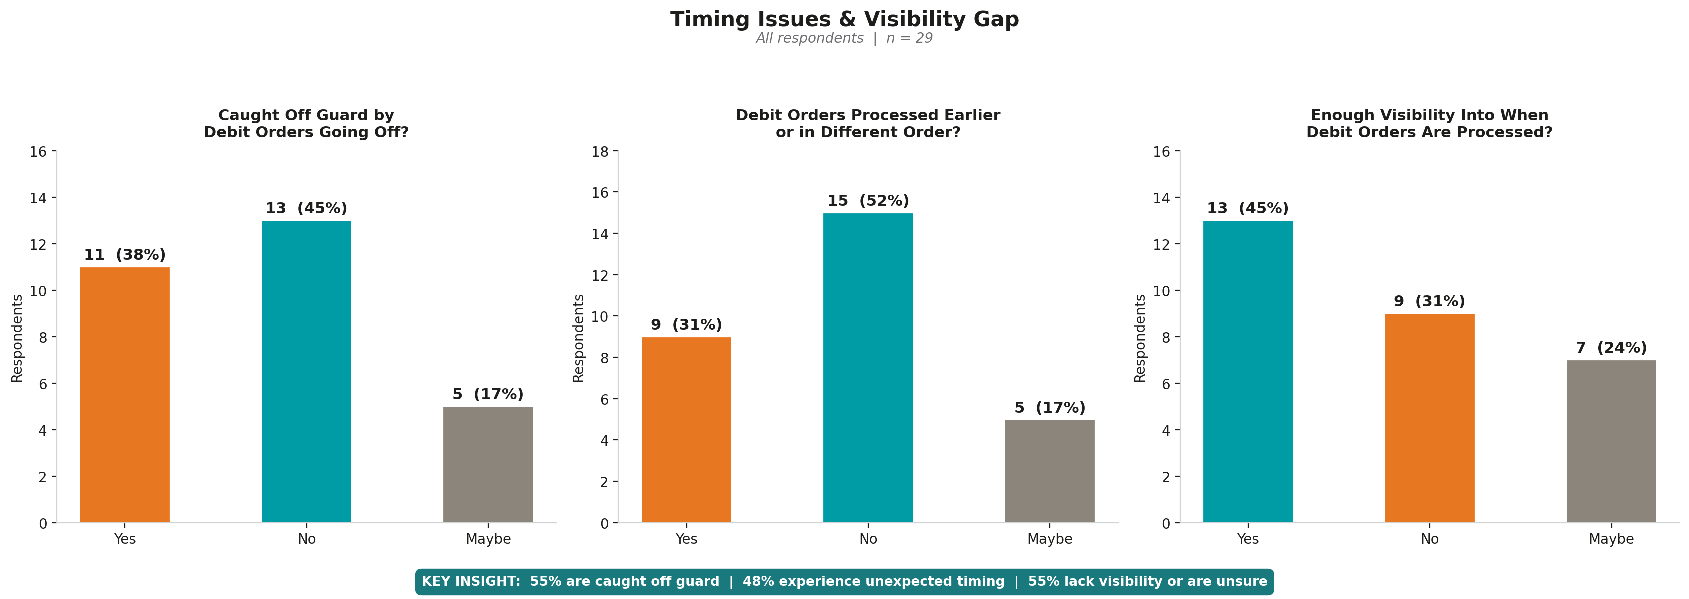 Timing Issues & Visibility Gap
All respondents | n = 29
Caught Off Guard by
Debit Orders Going Off?
Respondents
16
14
12
10
8
6
4
2
0
11 (38%)
13 (45%)
5 (17%)
Yes No Maybe
Debit Orders Processed Earlier
or in Different Order?
Respondents
18
16
14
12
10
8
6
4
2
0
9 (31%)
15 (52%)
5 (17%)
Yes No Maybe
Enough Visibility Into When
Debit Orders Are Processed?
Respondents
16
14
12
10
8
6
4
2
0
13 (45%)
9 (31%)
7 (24%)
Yes No Maybe
KEY INSIGHT: 55% are caught off guard | 48% experience unexpected timing | 55% lack visibility or are unsure